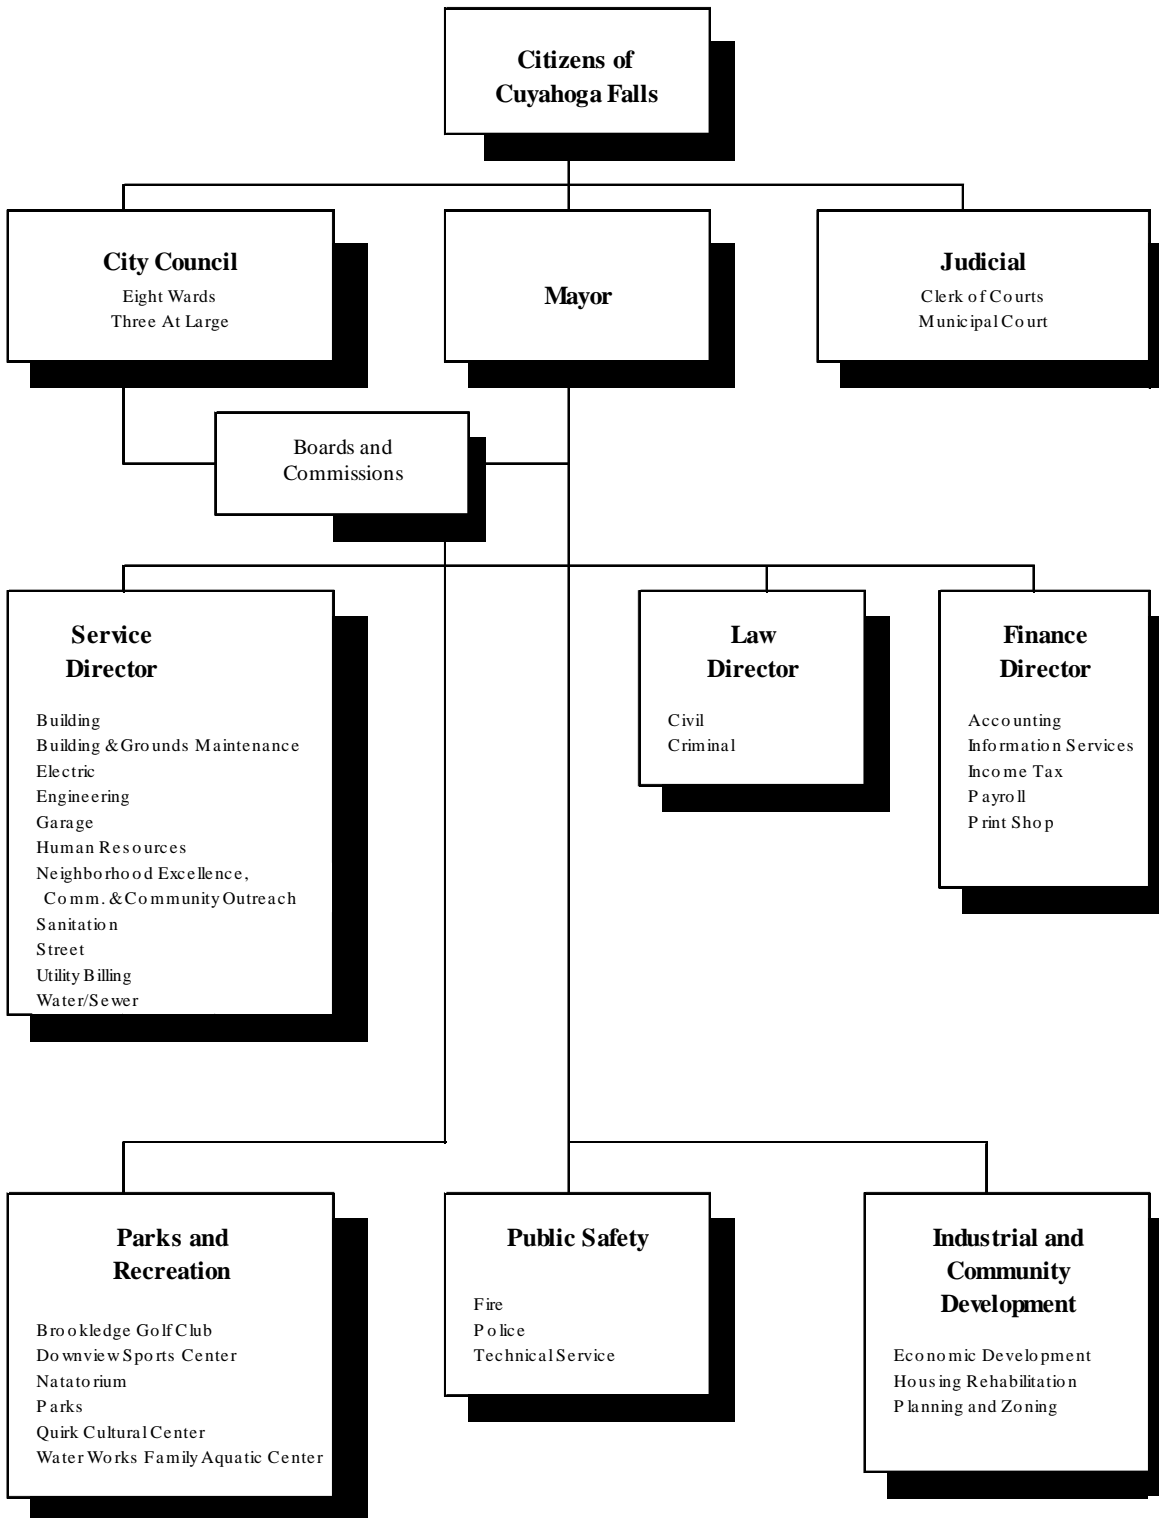 Citizens of
Cuyahoga Falls
City Council
Eight Wards
Three At Large
Mayor
Judicial
Clerk of Courts
Municipal Court
Boards and
Commissions
Service
Director
Building
Building & Grounds Maintenance
Electric
Engineering
Garage
Human Resources
Neighborhood Excellence,
Comm. & Community Outreach
Sanitation
Street
Utility Billing
Water/Sewer
Law
Director
Civil
Criminal
Finance
Director
Accounting
Information Services
Income Tax
Payroll
Print Shop
Parks and
Recreation
Brookledge Golf Club
Downview Sports Center
Natatorium
Parks
Quirk Cultural Center
Water Works Family Aquatic Center
Public Safety
Fire
Police
Technical Service
Industrial and
Community
Development
Economic Development
Housing Rehabilitation
Planning and Zoning